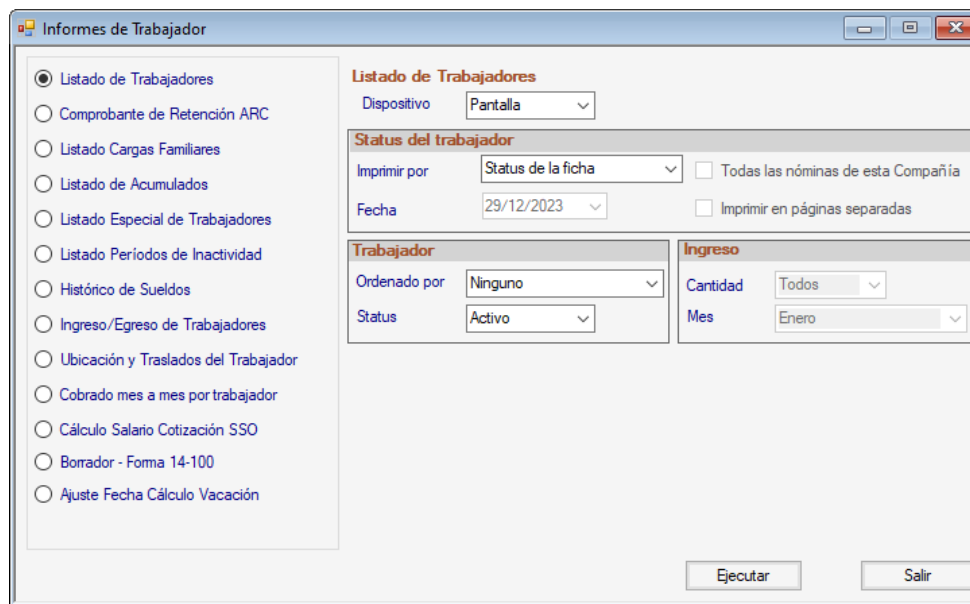 Informes de Trabajador
Listado de Trabajadores
Comprobante de Retención ARC
Listado Cargas Familiares
Listado de Acumulados
Listado Especial de Trabajadores
Listado Períodos de Inactividad
Histórico de Sueldos
Ingreso/Egreso de Trabajadores
Ubicación y Traslados del Trabajador
Cobrado mes a mes por trabajador
Cálculo Salario Cotización SSO
Borrador - Forma 14-100
Ajuste Fecha Cálculo Vacación
Listado de Trabajadores
Dispositivo Pantalla
Status del trabajador
Imprimir por Status de la ficha Todas las nóminas de esta Compañía
Fecha 29/12/2023 Imprimir en páginas separadas
Trabajador
Ordenado por Ninguno
Status Activo
Ingreso
Cantidad Todos
Mes Enero
Ejecutar Salir